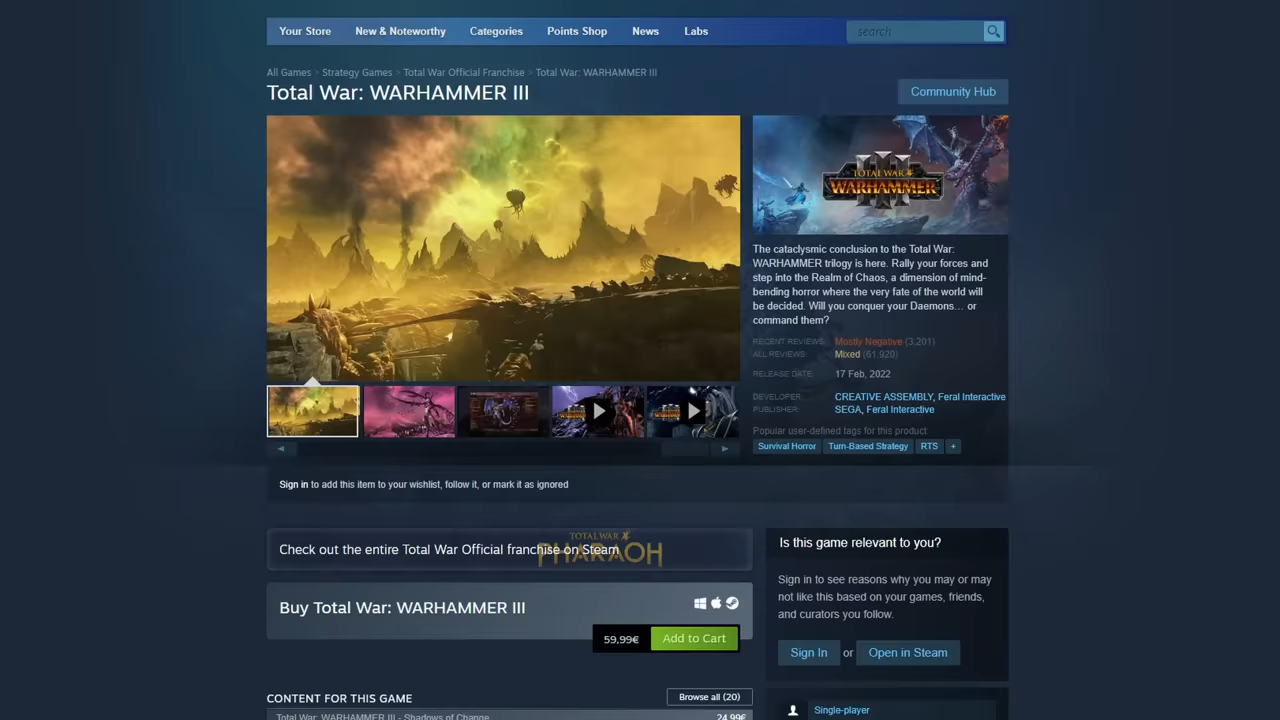 Your Store
New & Noteworthy
Categories
Points Shop
News
Labs
search
All Games > Strategy Games > Total War Official Franchise > Total War: WARHAMMER III
Total War: WARHAMMER III
Community Hub
TOTAL WAR
WARHAMMER
III
The cataclysmic conclusion to the Total War:
WARHAMMER trilogy is here. Rally your forces and
step into the Realm of Chaos, a dimension of mind-
bending horror where the very fate of the world will
be decided. Will you conquer your Daemons… or
command them?
RECENT REVIEWS: Mostly Negative (3,201)
ALL REVIEWS: Mixed (61,920)
RELEASE DATE: 17 Feb, 2022
DEVELOPER: CREATIVE ASSEMBLY, Feral Interactive
PUBLISHER: SEGA, Feral Interactive
Popular user-defined tags for this product:
Survival Horror
Turn-Based Strategy
RTS
+
Sign in to add this item to your wishlist, follow it, or mark it as ignored
Check out the entire Total War Official franchise on Steam
TOTAL WAR
PHARAOH
Is this game relevant to you?
Sign in to see reasons why you may or may
not like this based on your games, friends,
and curators you follow.
Sign In or Open in Steam
Buy Total War: WARHAMMER III
59,99€
Add to Cart
CONTENT FOR THIS GAME
Browse all (20)
Total War: WARHAMMER III - Shadows of Change
24,99€
Single-player